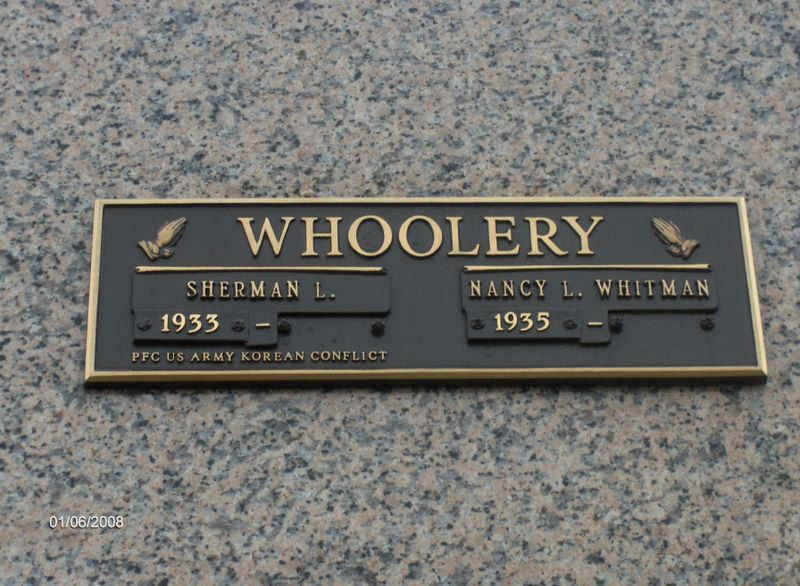 WHOOLERY
SHERMAN L.
1933 –
PFC US ARMY KOREAN CONFLICT
NANCY L. WHITMAN
1935 –
01/06/2008